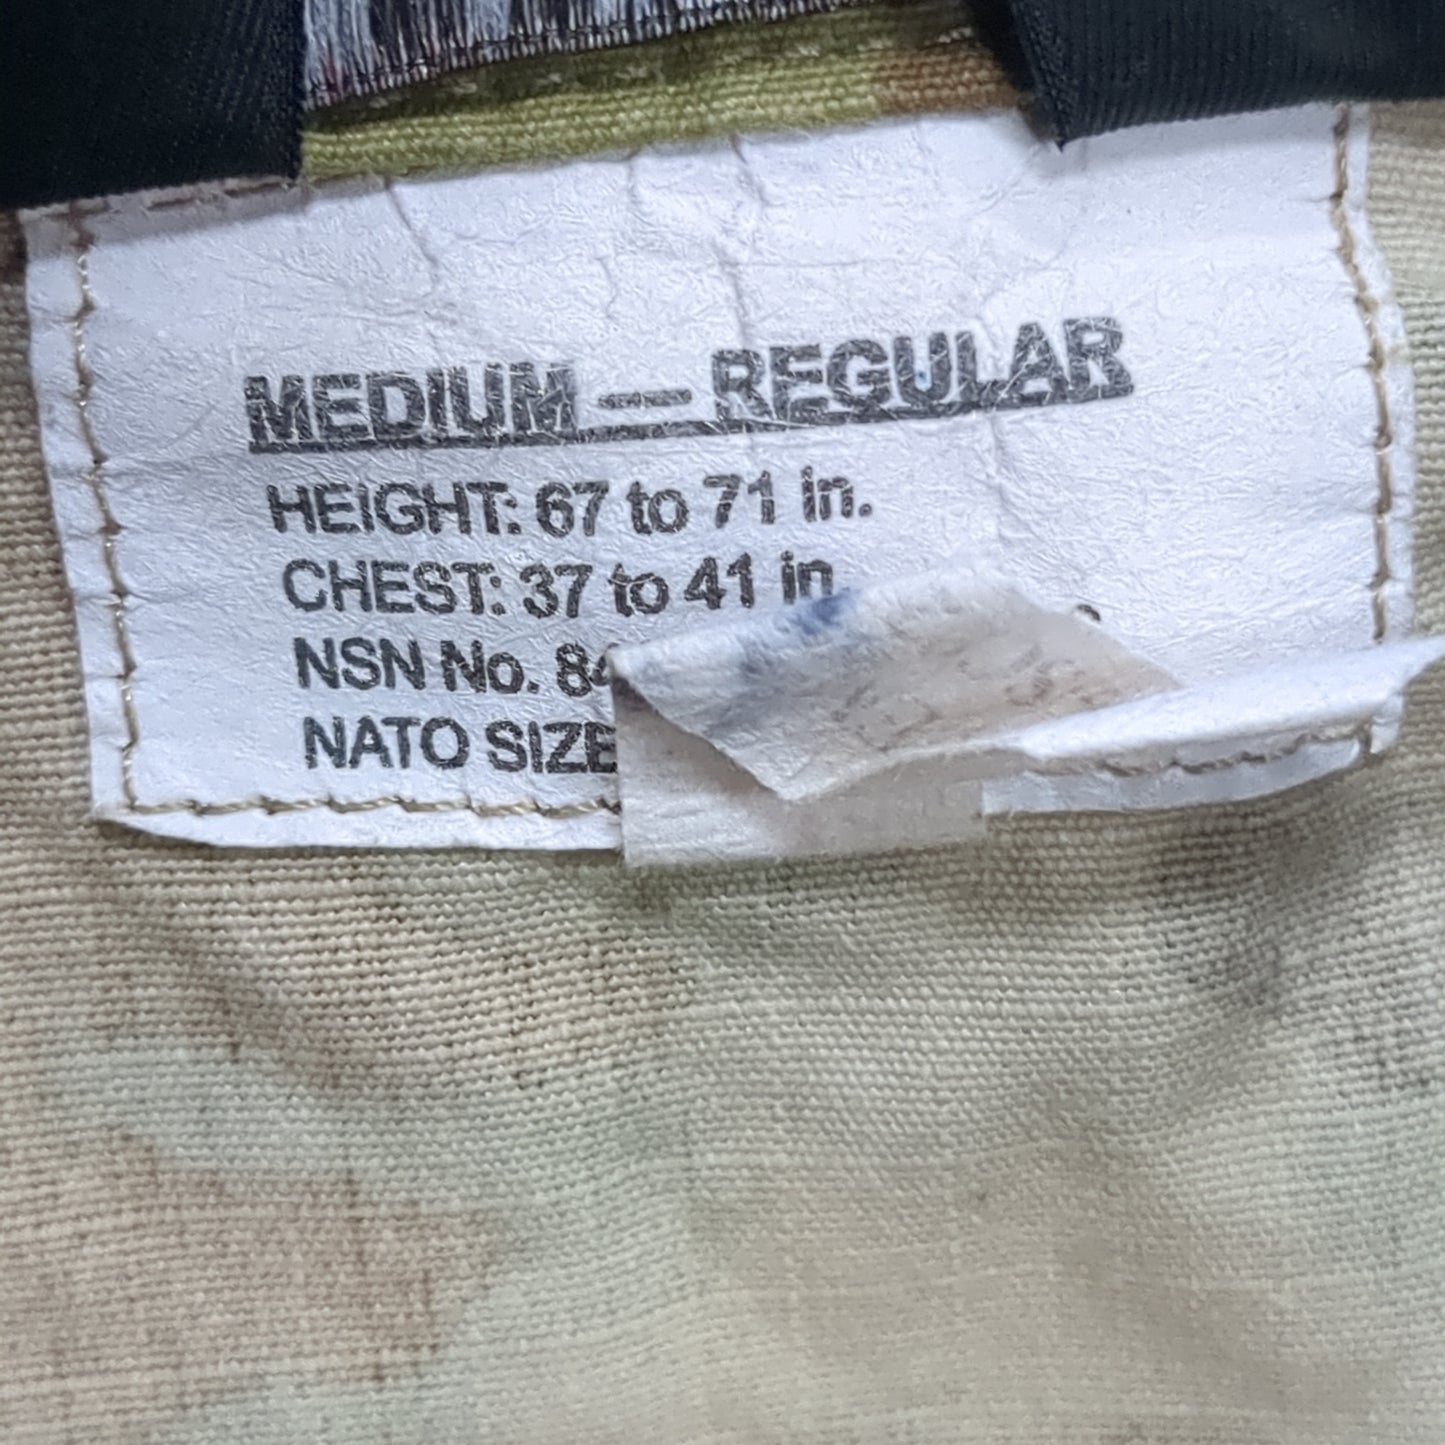 MEDIUM — REGULAR
HEIGHT: 67 to 71 in.
CHEST: 37 to 41 in
NSN No. 84
NATO SIZE